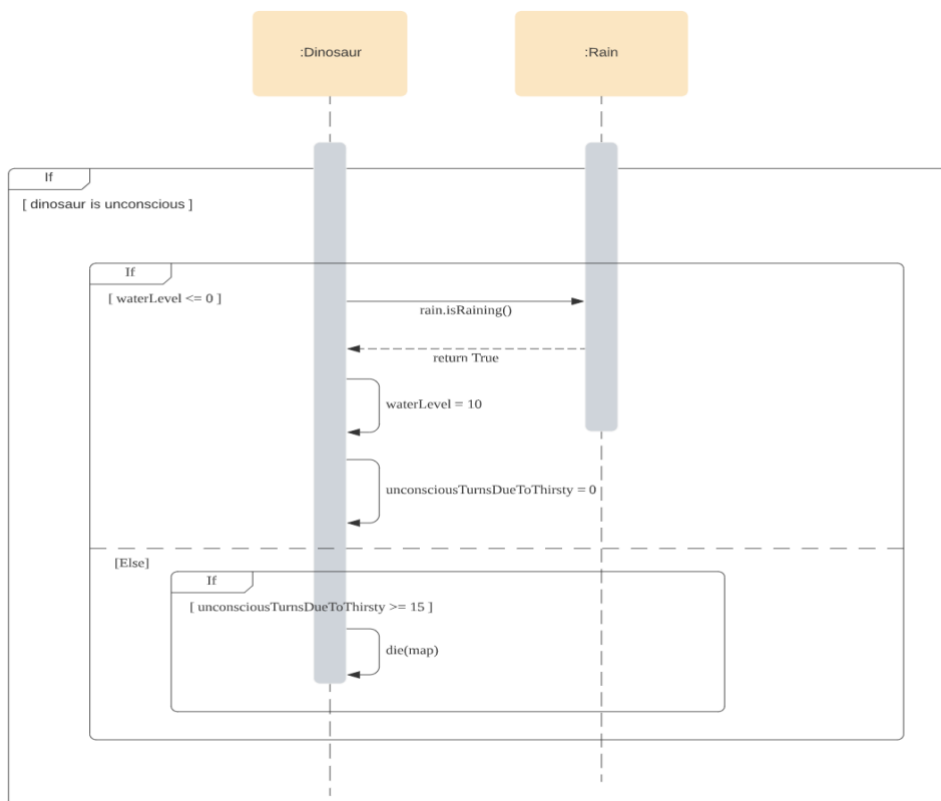 :Dinosaur
:Rain
If
[ dinosaur is unconscious ]
If
[ waterLevel <= 0 ]
rain.isRaining()
return True
waterLevel = 10
unconsciousTurnsDueToThirsty = 0
[Else]
If
[ unconsciousTurnsDueToThirsty >= 15 ]
die(map)